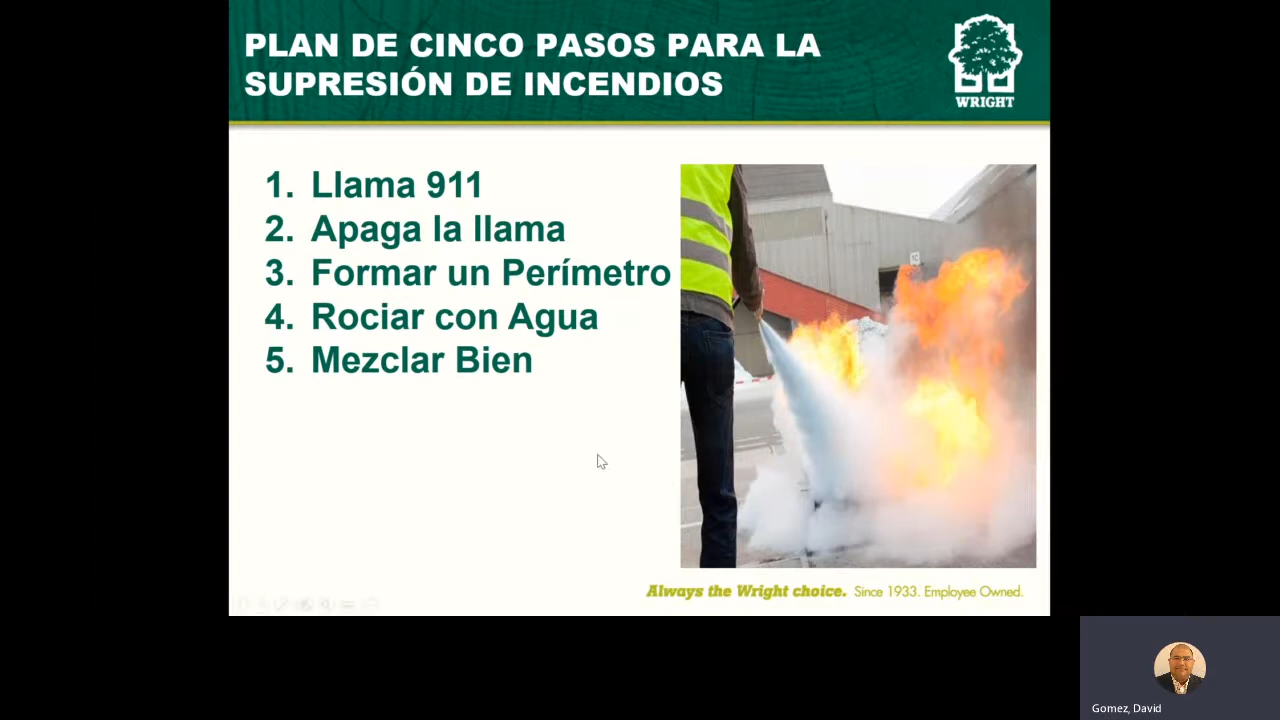 PLAN DE CINCO PASOS PARA LA
SUPRESIÓN DE INCENDIOS
WRIGHT
1. Llama 911
2. Apaga la llama
3. Formar un Perímetro
4. Rociar con Agua
5. Mezclar Bien
Always the Wright choice. Since 1933. Employee Owned.
Gomez, David